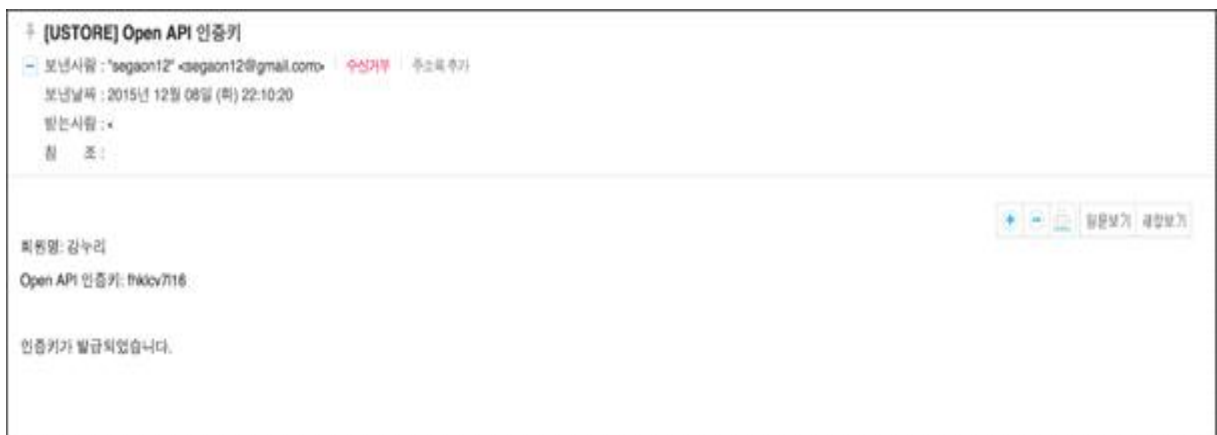 [USTORE] Open API 인증키
보낸사람 : "segaon12" <segaon12@gmail.com> 수신거부 주소록 추가
보낸날짜 : 2015년 12월 08일 (화) 22:10:20
받는사람 : <
참 조 :
원문보기 새창보기
회원명: 김누리
Open API 인증키:
인증키가 발급되었습니다.